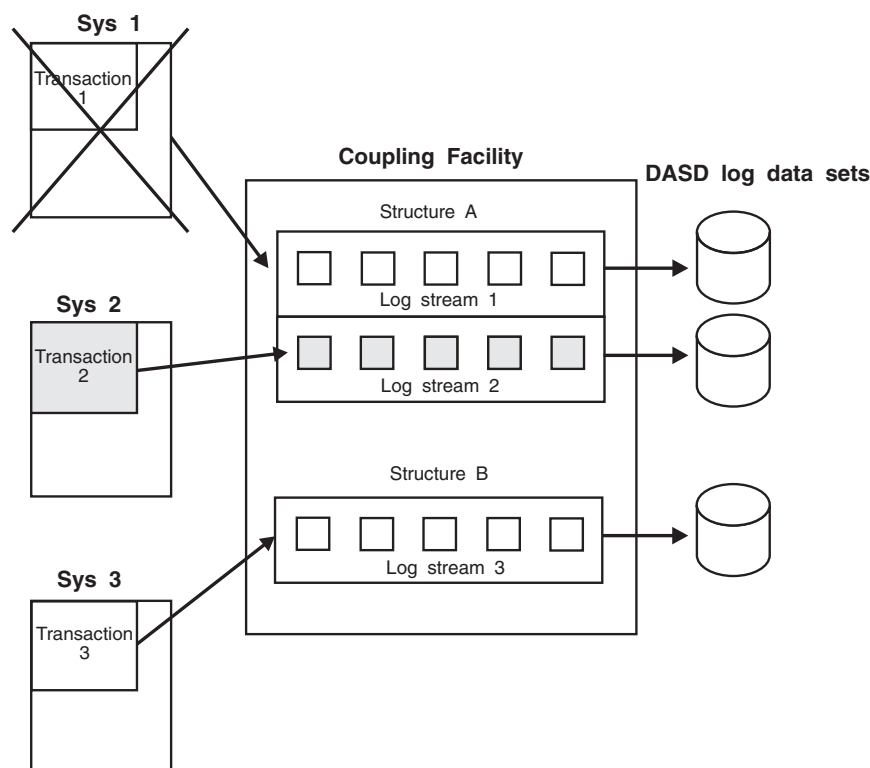 Sys 1
Transaction
1
Coupling Facility
DASD log data sets
Structure A
Log stream 1
Sys 2
Transaction
2
Log stream 2
Structure B
Log stream 3
Sys 3
Transaction
3